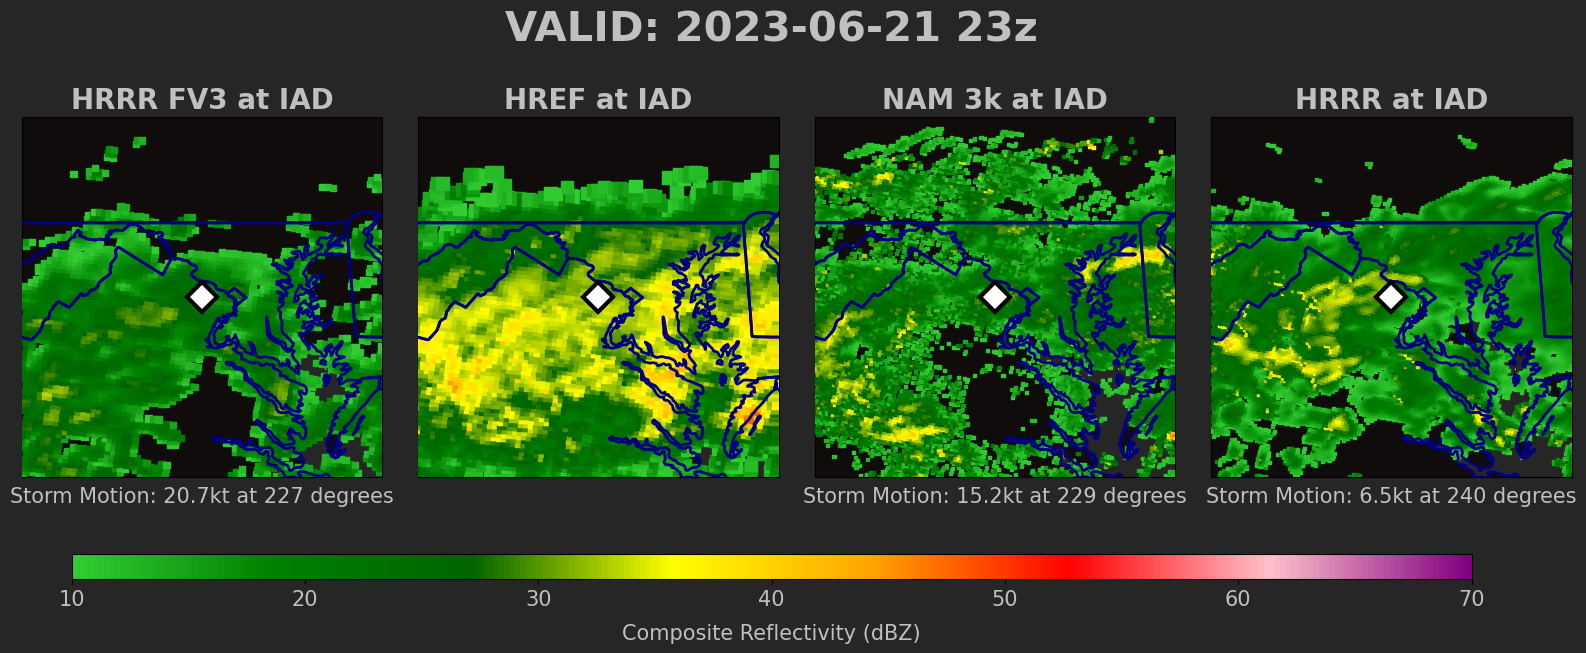 VALID: 2023-06-21 23z
HRRR FV3 at IAD
HREF at IAD
NAM 3k at IAD
HRRR at IAD
Storm Motion: 20.7kt at 227 degrees
Storm Motion: 15.2kt at 229 degrees
Storm Motion: 6.5kt at 240 degrees
10 20 30 40 50 60 70
Composite Reflectivity (dBZ)